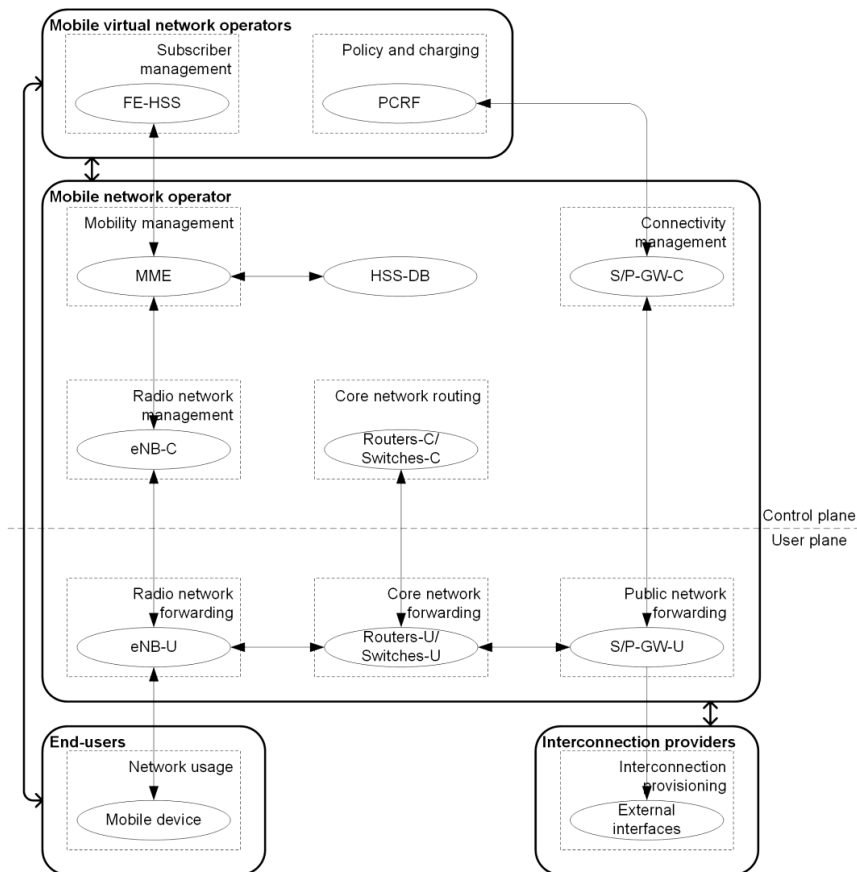 Mobile virtual network operators
Subscriber
management
FE-HSS
Policy and charging
PCRF
Mobile network operator
Mobility management
MME
HSS-DB
Connectivity
management
S/P-GW-C
Radio network
management
eNB-C
Core network routing
Routers-C/
Switches-C
Control plane
User plane
Radio network
forwarding
eNB-U
Core network
forwarding
Routers-U/
Switches-U
Public network
forwarding
S/P-GW-U
End-users
Network usage
Mobile device
Interconnection providers
Interconnection
provisioning
External
interfaces